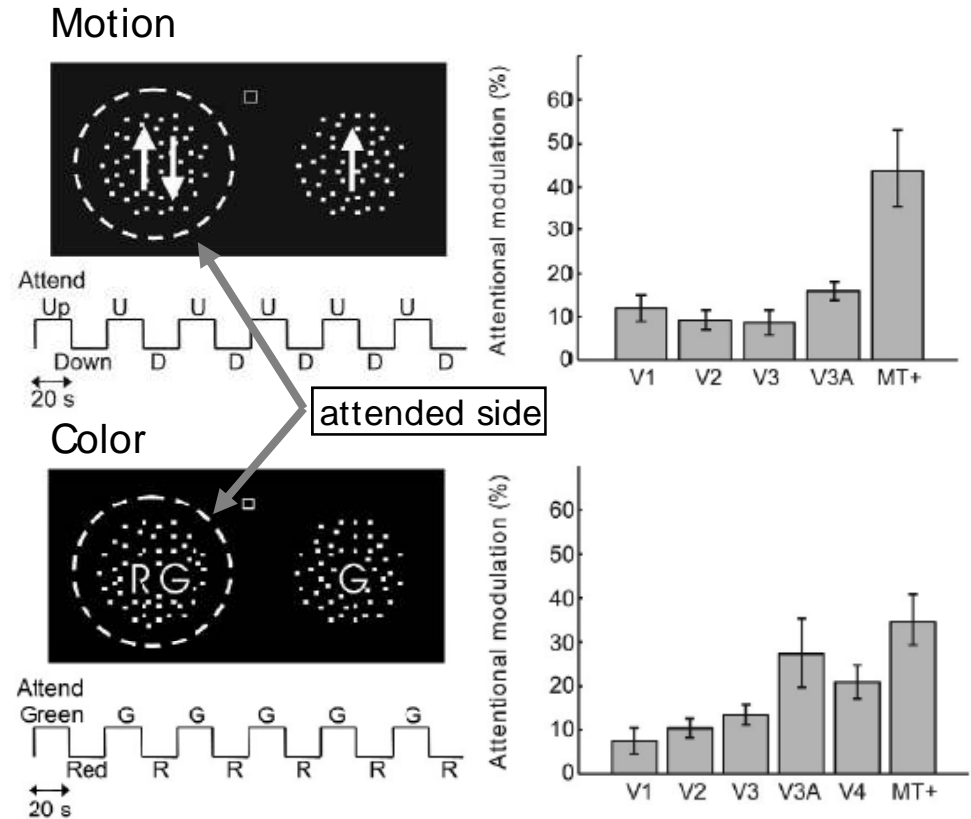 Motion
Attentional modulation (%)
60
50
40
30
20
10
0
V1 V2 V3 V3A MT+
Attend
Up U U U U U
Down D D D D D
20 s
attended side
Color
R G
G
Attentional modulation (%)
60
50
40
30
20
10
0
V1 V2 V3 V3A V4 MT+
Attend
Green G G G G G
Red R R R R R
20 s